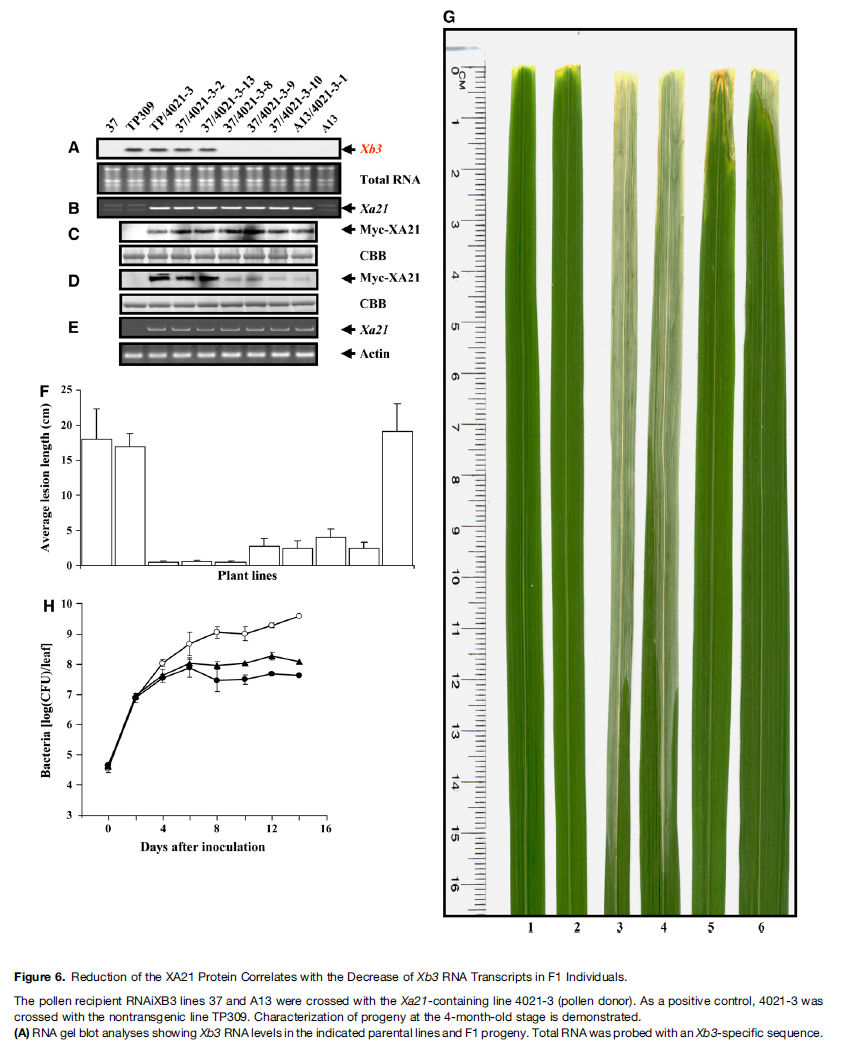 G
37
TP309
TP/4021-3
37/4021-3-2
37/4021-3-13
37/4021-3-8
37/4021-3-9
37/4021-3-10
A13/4021-3-1
A13
A
Xb3
Total RNA
B
Xa21
C
Myc-XA21
CBB
D
Myc-XA21
CBB
E
Xa21
Actin
F
Average lesion length (cm)
25
20
15
10
5
0
Plant lines
H
Bacteria [log(CFU)/leaf]
10
9
8
7
6
5
4
3
0
4
8
12
16
Days after inoculation
0 CM
1
2
3
4
5
6
7
8
9
10
11
12
13
14
15
16
1 2 3 4 5 6
Figure 6. Reduction of the XA21 Protein Correlates with the Decrease of Xb3 RNA Transcripts in F1 Individuals.
The pollen recipient RNAiXB3 lines 37 and A13 were crossed with the Xa21-containing line 4021-3 (pollen donor). As a positive control, 4021-3 was
crossed with the nontransgenic line TP309. Characterization of progeny at the 4-month-old stage is demonstrated.
(A) RNA gel blot analyses showing Xb3 RNA levels in the indicated parental lines and F1 progeny. Total RNA was probed with an Xb3-specific sequence.